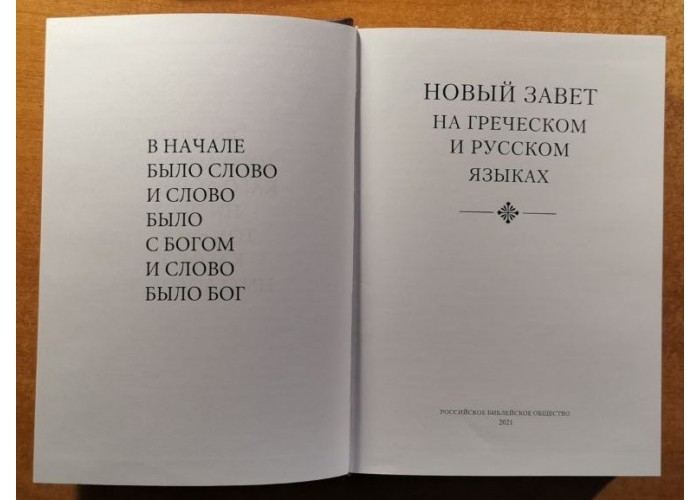 В НАЧАЛЕ
БЫЛО СЛОВО
И СЛОВО
БЫЛО
С БОГОМ
И СЛОВО
БЫЛО БОГ
НОВЫЙ ЗАВЕТ
НА ГРЕЧЕСКОМ
И РУССКОМ
ЯЗЫКАХ
РОССИЙСКОЕ БИБЛЕЙСКОЕ ОБЩЕСТВО
2021